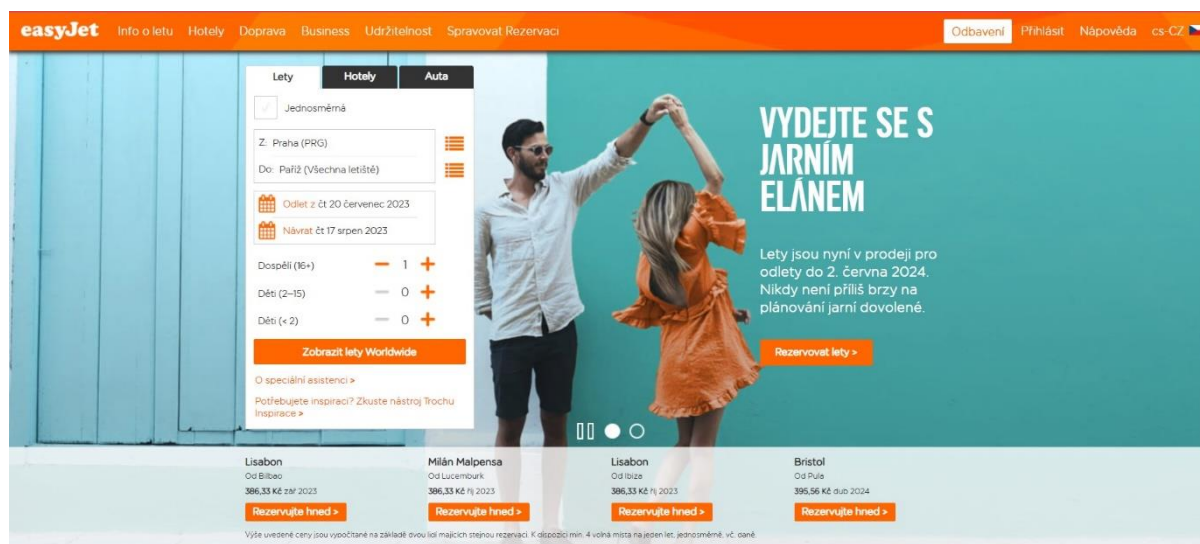 easyJet Info o letu Hotely Doprava Business Udržitelnost Spravovat Rezervaci Odbavení Přihlásit Nápověda cs-CZ
Lety Hotely Auta
Jednosměrná
Z: Praha (PRG)
Do: Paříž (Všechna letiště)
Odlet z čt 20 červenec 2023
Návrat čt 17 srpen 2023
Dospělí (16+) 1
Děti (2–15) 0
Děti (< 2) 0
Zobrazit lety Worldwide
O speciální asistenci >
Potřebujete inspiraci? Zkuste nástroj Trochu
Inspirace >
VYDEJTE SE S
JARNÍM
ELÁNEM
Lety jsou nyní v prodeji pro
odlety do 2. června 2024.
Nikdy není příliš brzy na
plánování jarní dovolené.
Rezervovat lety >
Lisabon
Od Bilbao
386,33 Kč zář 2023
Rezervujte hned >
Milán Malpensa
Od Lucemburk
386,33 Kč říj 2023
Rezervujte hned >
Lisabon
Od Ibiza
386,33 Kč říj 2023
Rezervujte hned >
Bristol
Od Pula
395,56 Kč dub 2024
Rezervujte hned >
Výše uvedené ceny jsou vypočítané na základě dvou lidí majících stejnou rezervaci. K dispozici min. 4 volná místa na jeden let, jednosměrně, vč. daně.